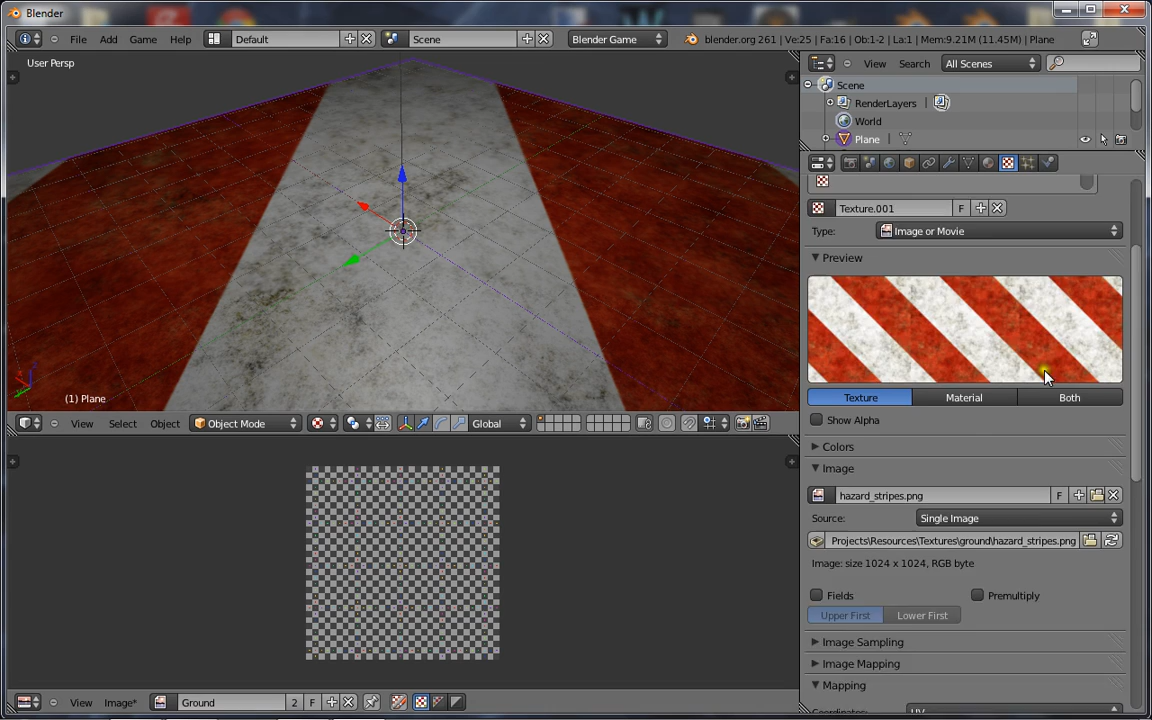 Blender
File Add Game Help Default Scene Blender Game blender.org 261 | Ve:25 | Fa:16 | Ob:1-2 | La:1 | Mem:9.21M (11.45M) | Plane
User Persp
View Search All Scenes
Scene
RenderLayers
World
Plane
Texture.001 F
Type: Image or Movie
Preview
Texture Material Both
Show Alpha
Colors
Image
hazard_stripes.png F
Source: Single Image
Projects\Resources\Textures\ground\hazard_stripes.png
Image: size 1024 x 1024, RGB byte
Fields Premultiply
Upper First Lower First
Image Sampling
Image Mapping
Mapping
Coordinates: UV
(1) Plane
View Select Object Object Mode Global
View Image* Ground 2 F